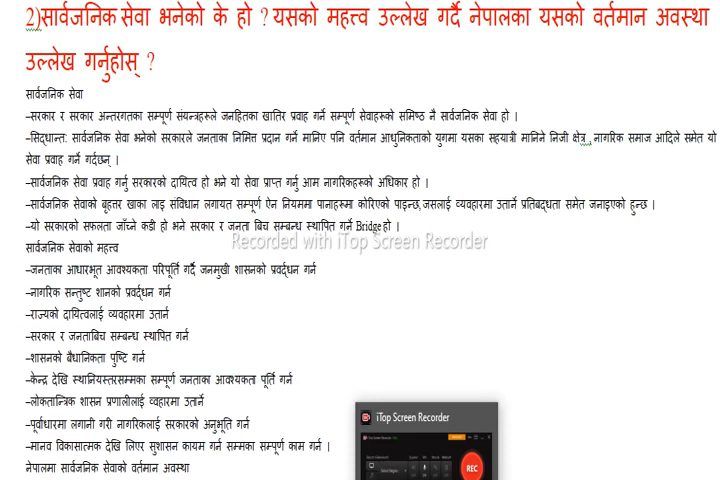 2)सार्वजनिक सेवा भनेको के हो ? यसको महत्त्व उल्लेख गर्दै नेपालका यसको वर्तमान अवस्था
उल्लेख गर्नुहोस् ?
सार्वजनिक सेवा
–सरकार र सरकार अन्तरगतका सम्पूर्ण संयन्त्रहरूले जनहितका खातिर प्रवाह गर्ने सम्पूर्ण सेवाहरूको समिष्ठ नै सार्वजनिक सेवा हो ।
–सिद्धान्त: सार्वजनिक सेवा भनेको सरकारले जनताका निमित्त प्रदान गर्ने मानिए पनि वर्तमान आधुनिकताको युगमा यसका सहयात्री मानिने निजी क्षेत्र , नागरिक समाज आदिले समेत यो
सेवा प्रवाह गर्ने गर्दछन् ।
–सार्वजनिक सेवा प्रवाह गर्नु सरकारको दायित्व हो भने यो सेवा प्राप्त गर्नु आम नागरिकहरूको अधिकार हो ।
–सार्वजनिक सेवाको बृहत्तर खाका लाइ संविधान लगायत सम्पूर्ण ऐन नियममा पानाहरूमा कोरिएको पाइन्छ,जसलाई व्यवहारमा उतार्ने प्रतिबद्धता समेत जनाइएको हुन्छ ।
–यो सरकारको सफलता जाँच्ने कडी हो भने सरकार र जनता बिच सम्बन्ध स्थापित गर्ने Bridge हो ।
Recorded with iTop Screen Recorder
सार्वजनिक सेवाको महत्त्व
–जनताका आधारभूत आवश्यकता परिपूर्ति गर्दै जनमुखी शासनको प्रवर्द्धन गर्न
–नागरिक सन्तुष्ट शानको प्रवर्द्धन गर्न
–राज्यको दायित्वलाई व्यवहारमा उतार्न
–सरकार र जनताबिच सम्बन्ध स्थापित गर्न
–शासनको बैधानिकता पुष्टि गर्न
–केन्द्र देखि स्थानियस्तरसम्मका सम्पूर्ण जनताका आवश्यकता पूर्ति गर्न
–लोकतान्त्रिक शासन प्रणालीलाई व्वहारमा उतार्ने
–पूर्वाधारमा लगानी गरी नागरिकलाई सरकारको अनुभूति गर्न
–मानव विकासात्मक देखि लिएर सुशासन कायम गर्न सम्मका सम्पूर्ण काम गर्न ।
नेपालमा सार्वजनिक सेवाको वर्तमान अवस्था
iTop Screen Recorder
REC